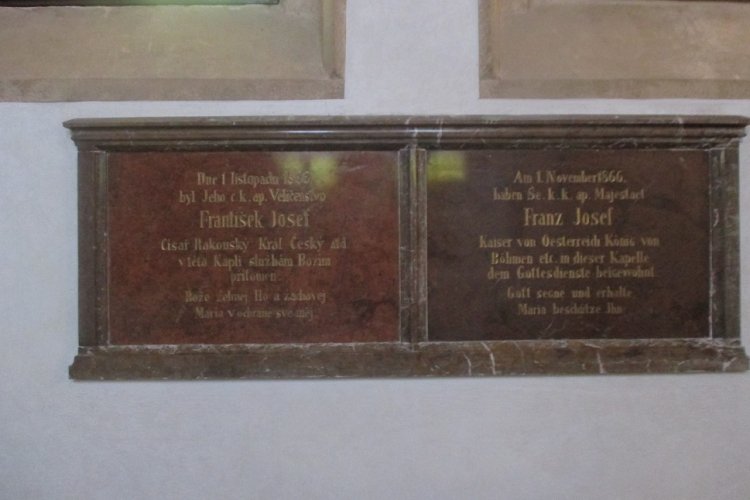 Dne 1 listopadu 1866
byl Jeho c k. ap. Veličenstvo
František Josef
Císař Rakouský Král Český atd
v této Kapli službám Božím
přítomen.
Bože žehnej Ho a zachovej
Maria v ochraně své měj.
Am 1. November 1866.
haben Se. k. k. ap. Majestaet
Franz Josef
Kaiser von Oesterreich König von
Böhmen etc. in dieser Kapelle
dem Gottesdienste beigewohnt
Gott segne und erhalte
Maria beschütze Jhn